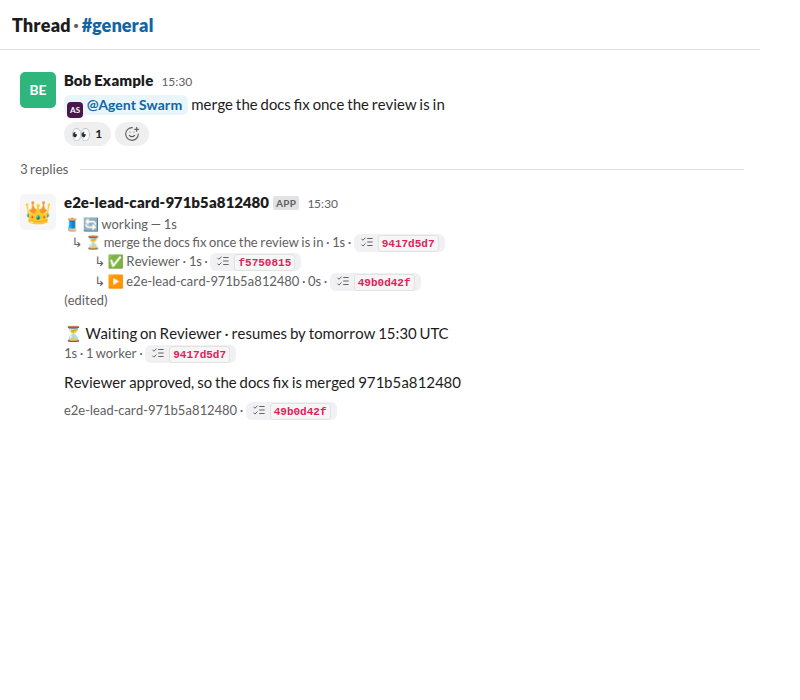 Thread • #general
BE
Bob Example 15:30
AS @Agent Swarm merge the docs fix once the review is in
👀 1
3 replies
e2e-lead-card-971b5a812480 APP 15:30
🧵 🔄 working — 1s
↳ ⏳ merge the docs fix once the review is in · 1s · 9417d5d7
↳ ✅ Reviewer · 1s · f5750815
↳ ▶️ e2e-lead-card-971b5a812480 · 0s · 49b0d42f
(edited)
⏳ Waiting on Reviewer · resumes by tomorrow 15:30 UTC
1s · 1 worker · 9417d5d7
Reviewer approved, so the docs fix is merged 971b5a812480
e2e-lead-card-971b5a812480 · 49b0d42f